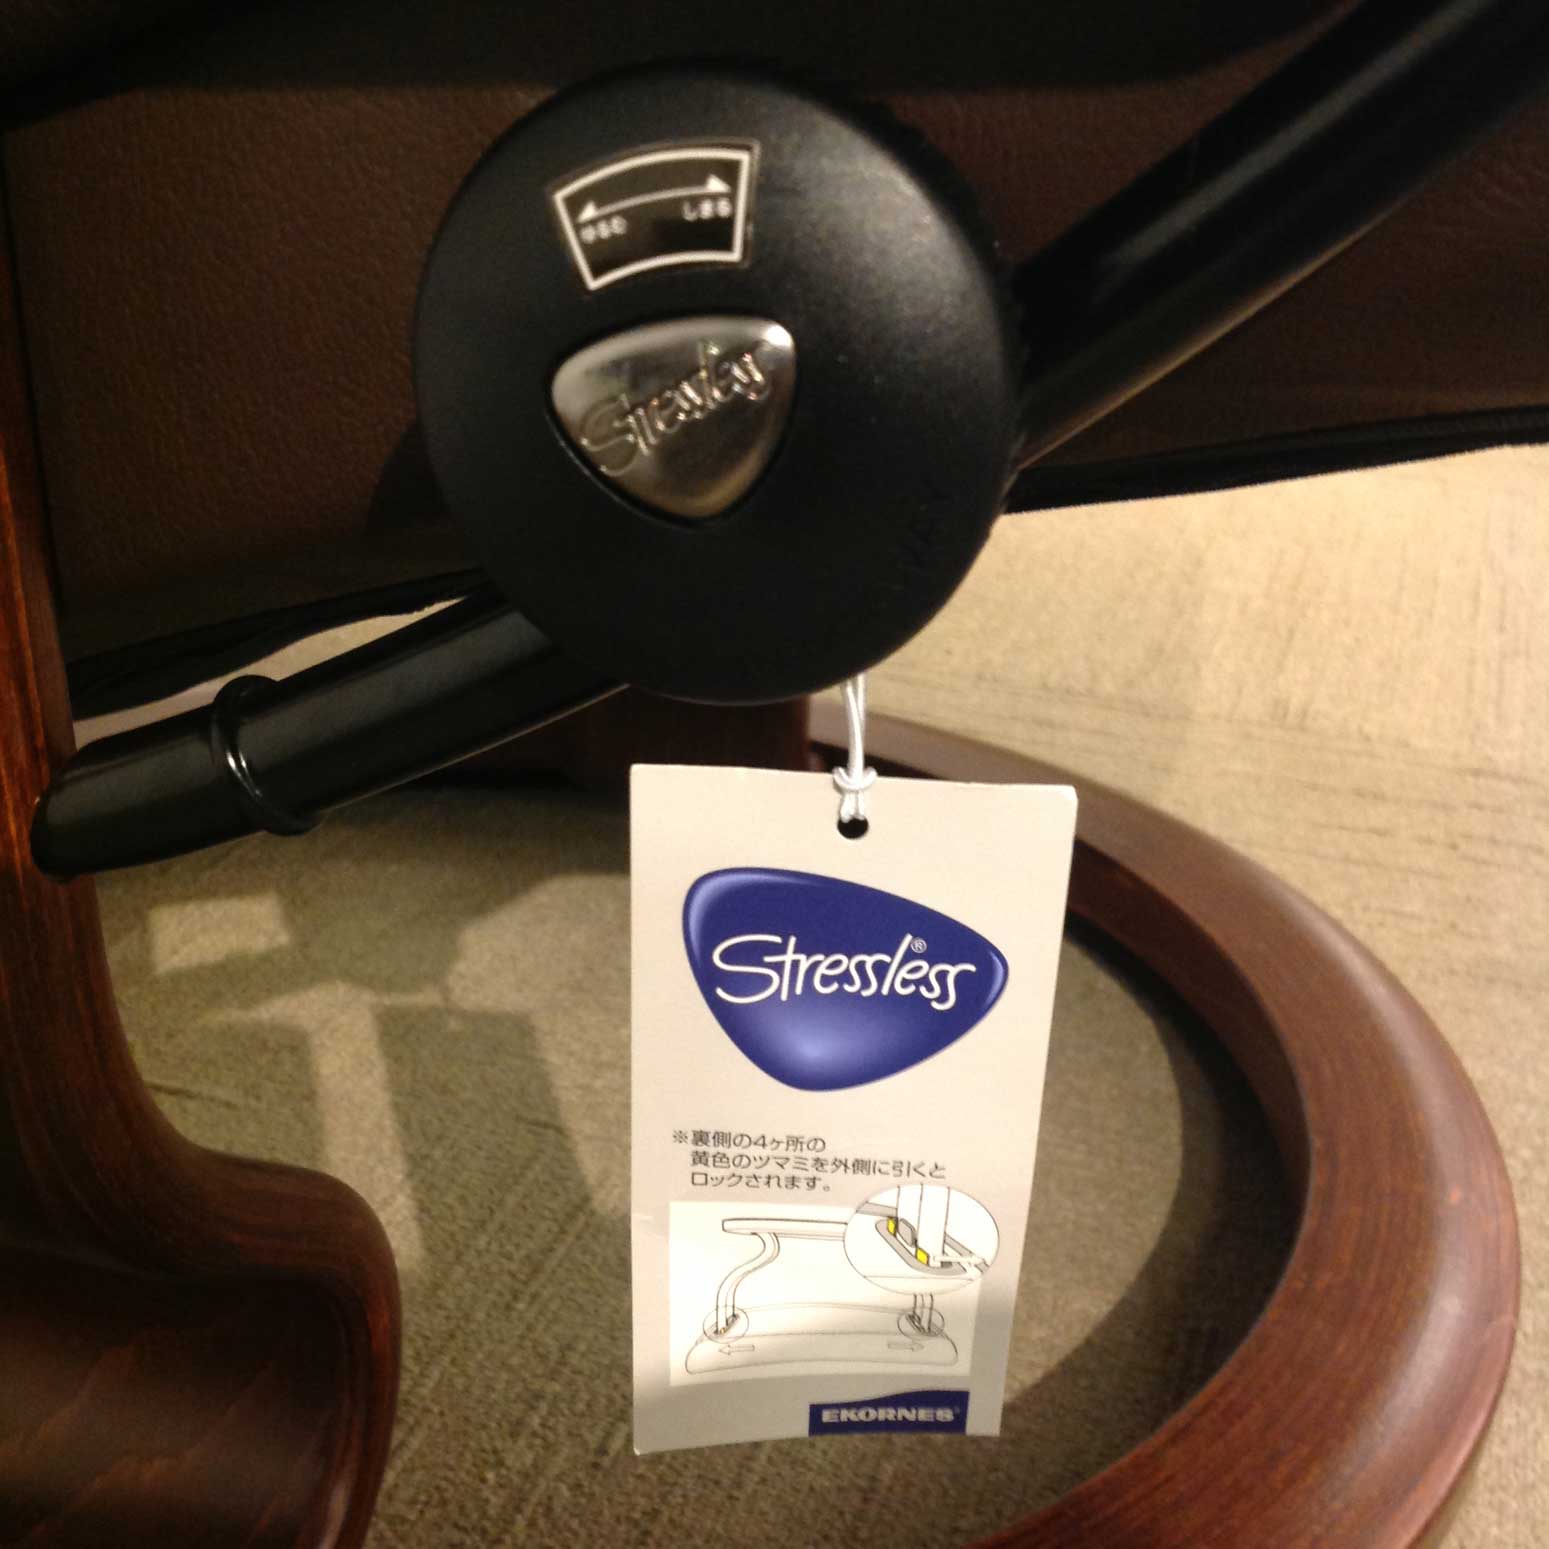 Stressless
Stressless®
※裏側の4ヶ所の
黄色のツマミを外側に引くと
ロックされます。
EKORNES®